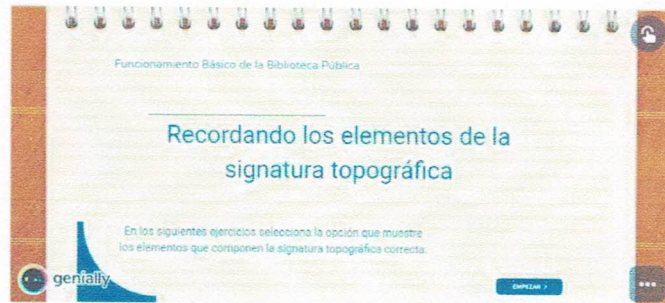 Funcionamiento Básico de la Biblioteca Pública
Recordando los elementos de la
signatura topográfica
En los siguientes ejercicios selecciona la opción que muestre
los elementos que componen la signatura topográfica correcta.
genially
EMPEZAR >